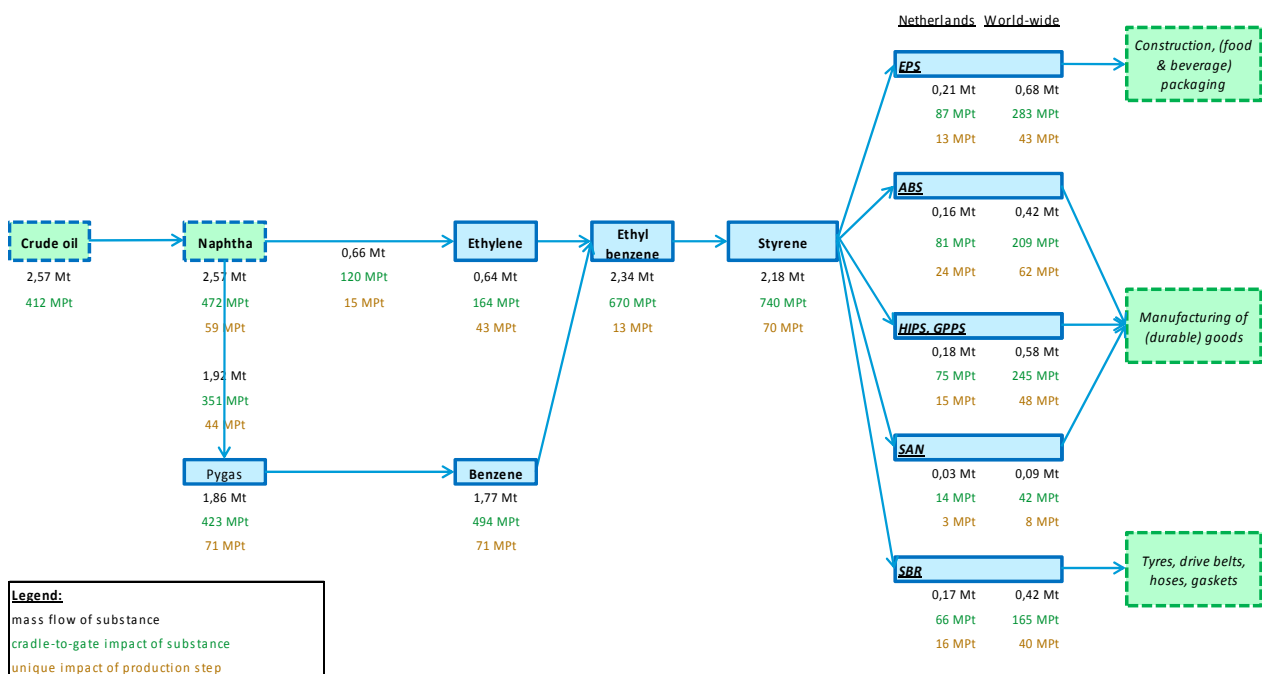 Netherlands World-wide
EPS
0,21 Mt 0,68 Mt
87 MPt 283 MPt
13 MPt 43 MPt
Construction, (food
& beverage)
packaging
ABS
0,16 Mt 0,42 Mt
81 MPt 209 MPt
24 MPt 62 MPt
Crude oil
2,57 Mt
412 MPt
Naphtha
2,57 Mt
472 MPt
59 MPt
0,66 Mt
120 MPt
15 MPt
Ethylene
0,64 Mt
164 MPt
43 MPt
Ethyl
benzene
2,34 Mt
670 MPt
13 MPt
Styrene
2,18 Mt
740 MPt
70 MPt
HIPS, GPPS
0,18 Mt 0,58 Mt
75 MPt 245 MPt
15 MPt 48 MPt
Manufacturing of
(durable) goods
1,92 Mt
351 MPt
44 MPt
Pygas
1,86 Mt
423 MPt
71 MPt
Benzene
1,77 Mt
494 MPt
71 MPt
SAN
0,03 Mt 0,09 Mt
14 MPt 42 MPt
3 MPt 8 MPt
SBR
0,17 Mt 0,42 Mt
66 MPt 165 MPt
16 MPt 40 MPt
Tyres, drive belts,
hoses, gaskets
Legend:
mass flow of substance
cradle-to-gate impact of substance
unique impact of production step